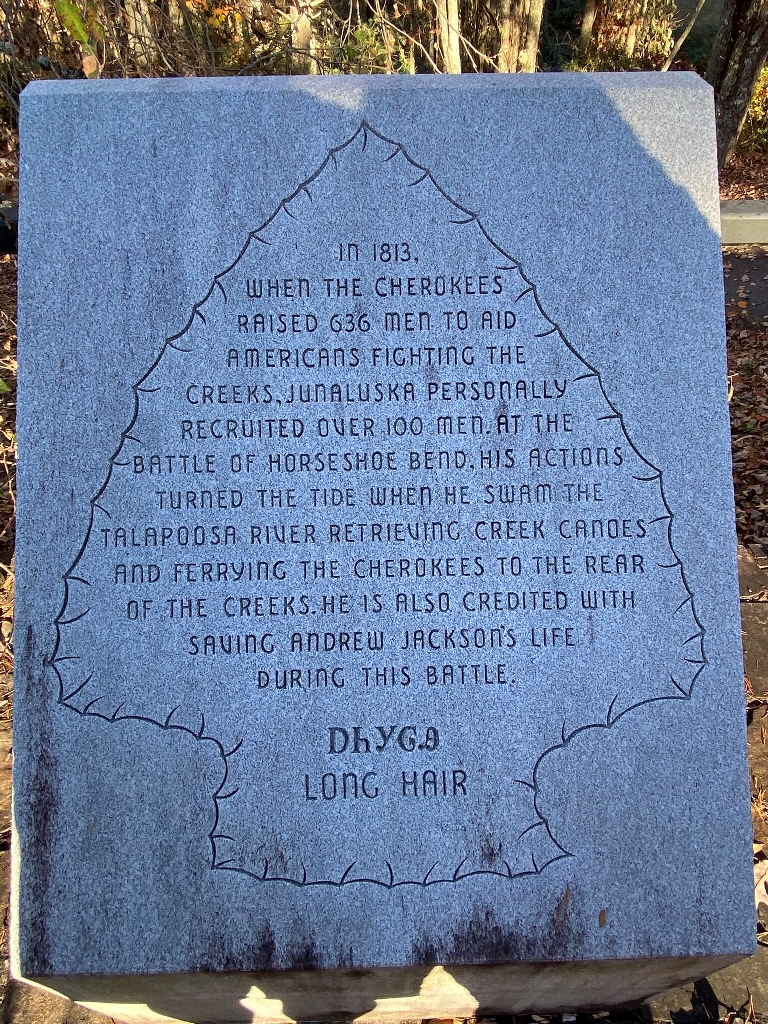 IN 1813,
WHEN THE CHEROKEES
RAISED 636 MEN TO AID
AMERICANS FIGHTING THE
CREEKS, JUNALUSKA PERSONALLY
RECRUITED OVER 100 MEN. AT THE
BATTLE OF HORSESHOE BEND, HIS ACTIONS
TURNED THE TIDE WHEN HE SWAM THE
TALAPOOSA RIVER RETRIEVING CREEK CANOES
AND FERRYING THE CHEROKEES TO THE REAR
OF THE CREEKS. HE IS ALSO CREDITED WITH
SAVING ANDREW JACKSON'S LIFE
DURING THIS BATTLE.
ᎠᏂᎩᎶᎯ
LONG HAIR